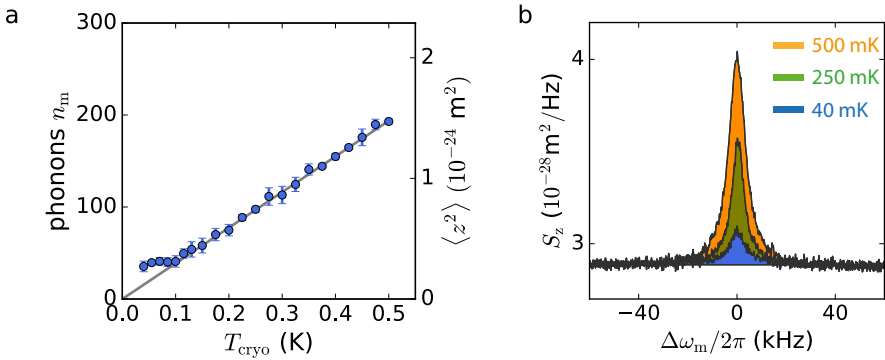 a
300
200
100
0
phonons n_m
0.0 0.1 0.2 0.3 0.4 0.5
T_cryo (K)
2
1
0
⟨z²⟩ (10⁻²⁴ m²)
b
500 mK
250 mK
40 mK
4
3
2
S_z (10⁻²⁸m²/Hz)
−40 0 40
Δω_m/2π (kHz)